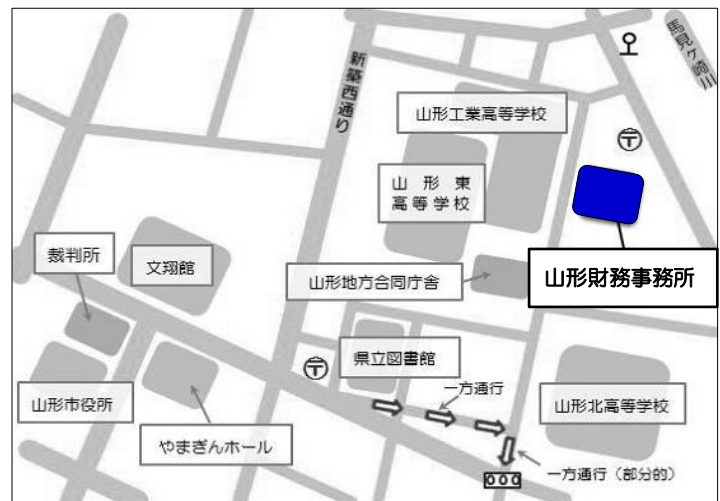 馬見ヶ崎川
新築西通り
山形工業高等学校
山形東
高等学校
裁判所
文翔館
山形地方合同庁舎
山形財務事務所
県立図書館
一方通行
山形市役所
やまぎんホール
山形北高等学校
一方通行（部分的）